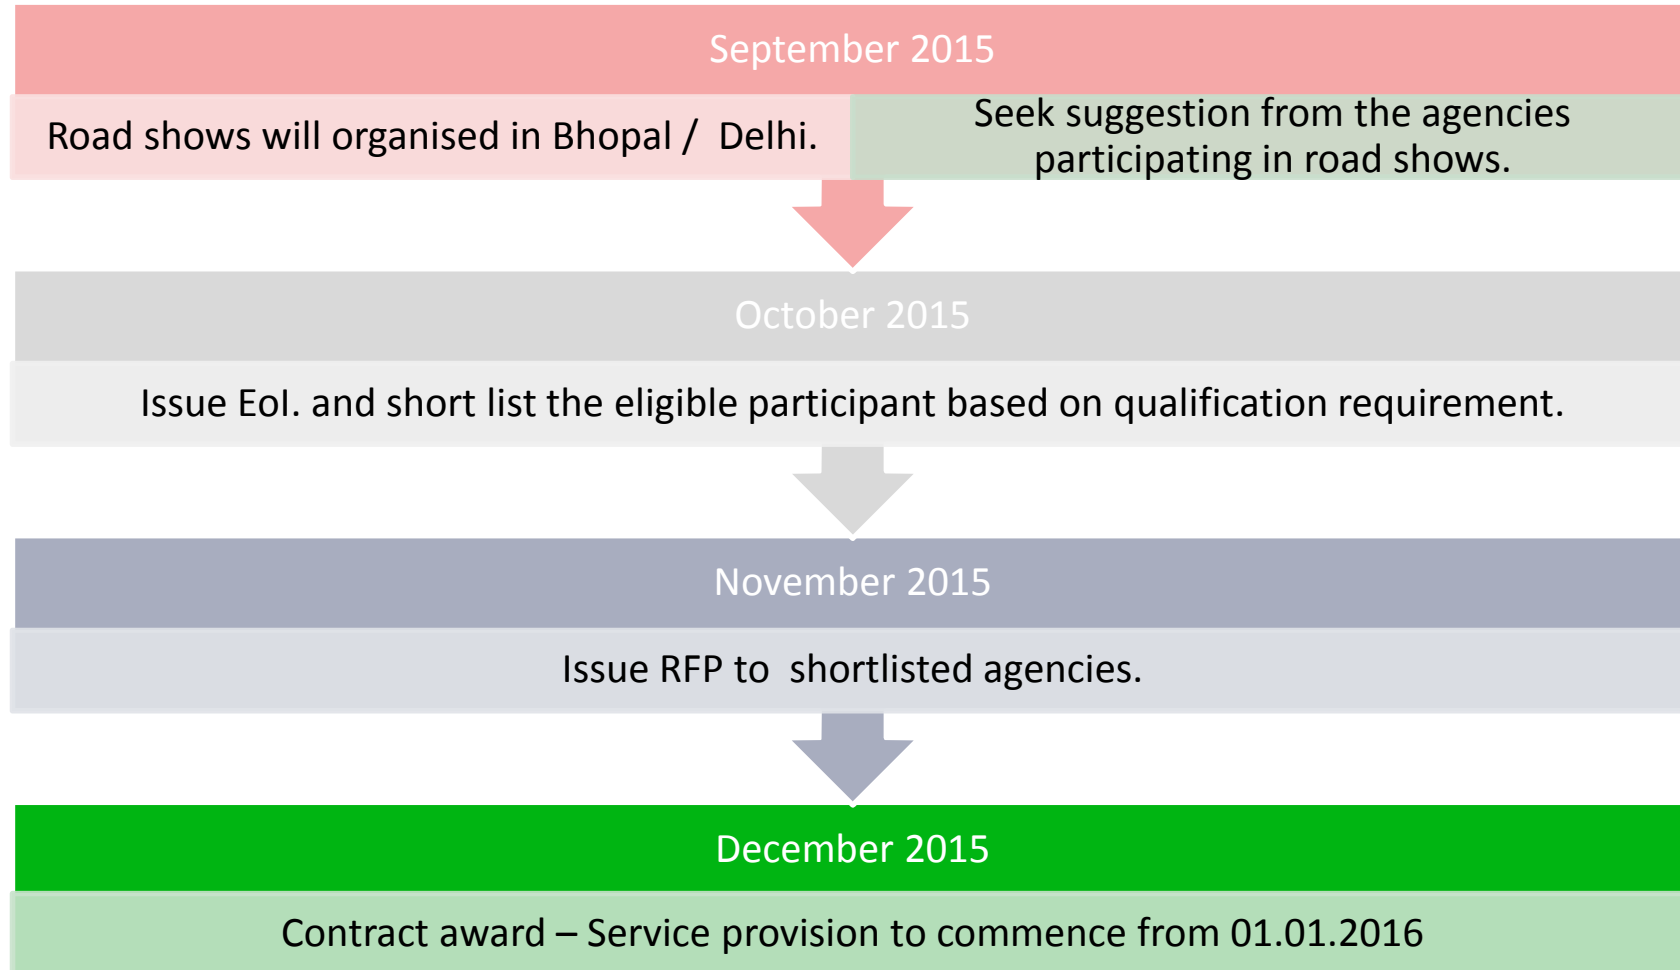 September 2015
Road shows will organised in Bhopal /  Delhi.
Seek suggestion from the agencies
participating in road shows.
October 2015
Issue EoI. and short list the eligible participant based on qualification requirement.
November 2015
Issue RFP to  shortlisted agencies.
December 2015
Contract award – Service provision to commence from 01.01.2016